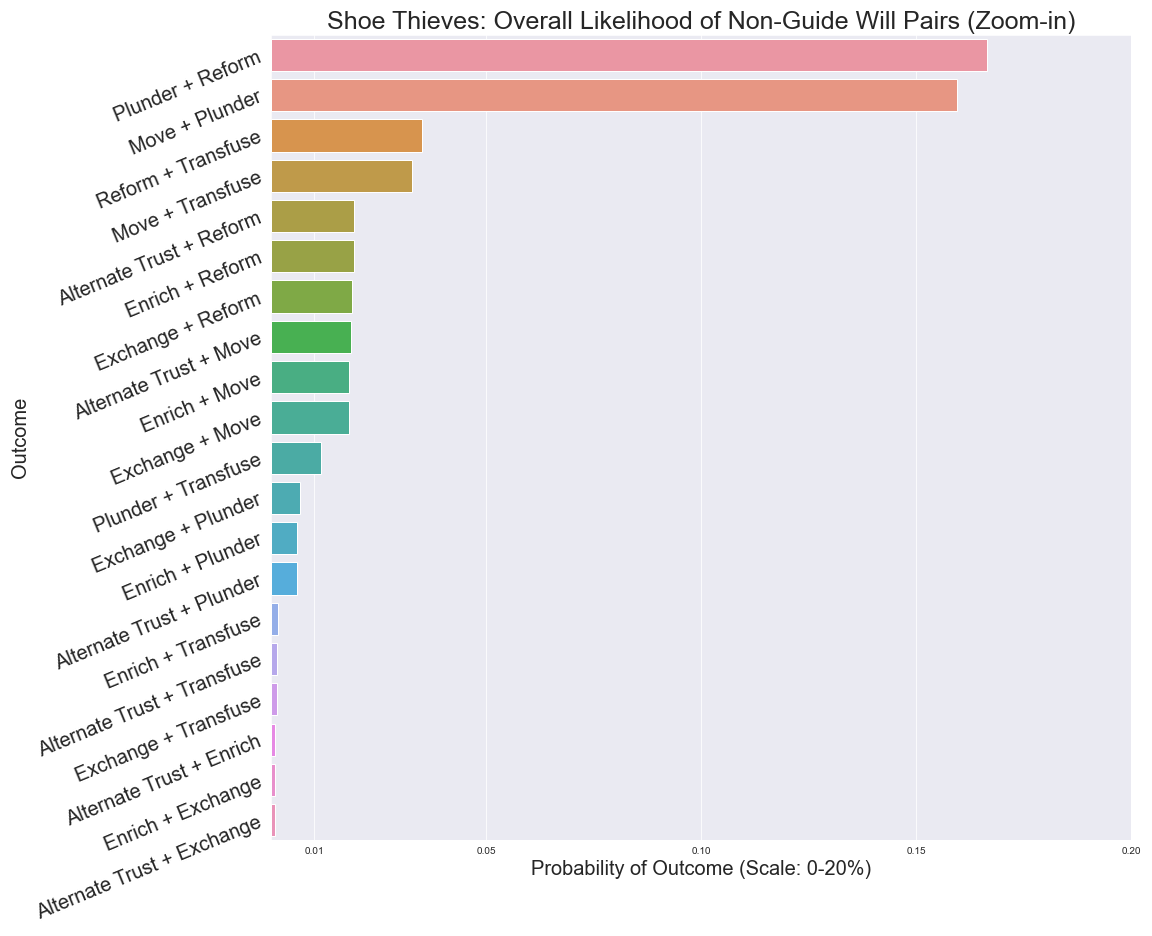 Shoe Thieves: Overall Likelihood of Non-Guide Will Pairs (Zoom-in)
Outcome
Plunder + Reform
Move + Plunder
Reform + Transfuse
Move + Transfuse
Alternate Trust + Reform
Enrich + Reform
Exchange + Reform
Alternate Trust + Move
Enrich + Move
Exchange + Move
Plunder + Transfuse
Exchange + Plunder
Enrich + Plunder
Alternate Trust + Plunder
Enrich + Transfuse
Alternate Trust + Transfuse
Exchange + Transfuse
Alternate Trust + Enrich
Enrich + Exchange
Alternate Trust + Exchange
0.01 0.05 0.10 0.15 0.20
Probability of Outcome (Scale: 0-20%)